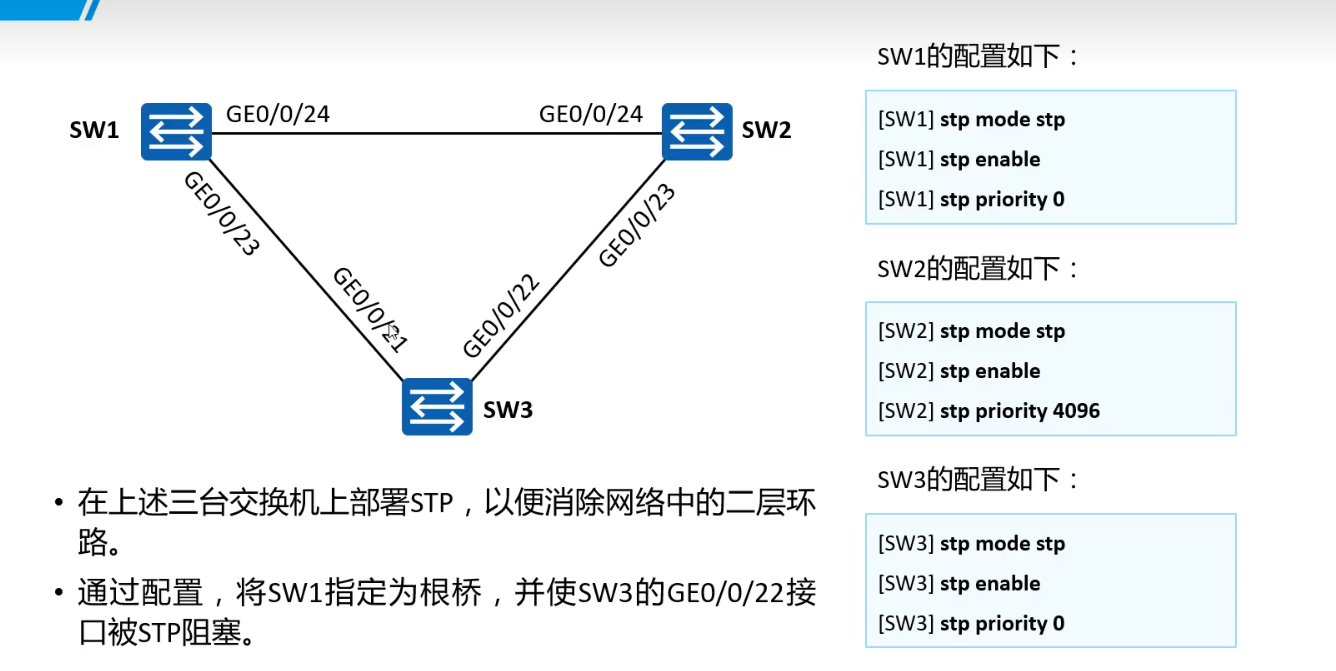 SW1的配置如下：
GE0/0/24
GE0/0/24
SW1
SW2
[SW1] stp mode stp
[SW1] stp enable
[SW1] stp priority 0
GE0/0/23
GE0/0/23
SW2的配置如下：
GE0/0/21
GE0/0/22
[SW2] stp mode stp
[SW2] stp enable
[SW2] stp priority 4096
SW3
SW3的配置如下：
• 在上述三台交换机上部署STP，以便消除网络中的二层环
路。
• 通过配置，将SW1指定为根桥，并使SW3的GE0/0/22接
口被STP阻塞。
[SW3] stp mode stp
[SW3] stp enable
[SW3] stp priority 0